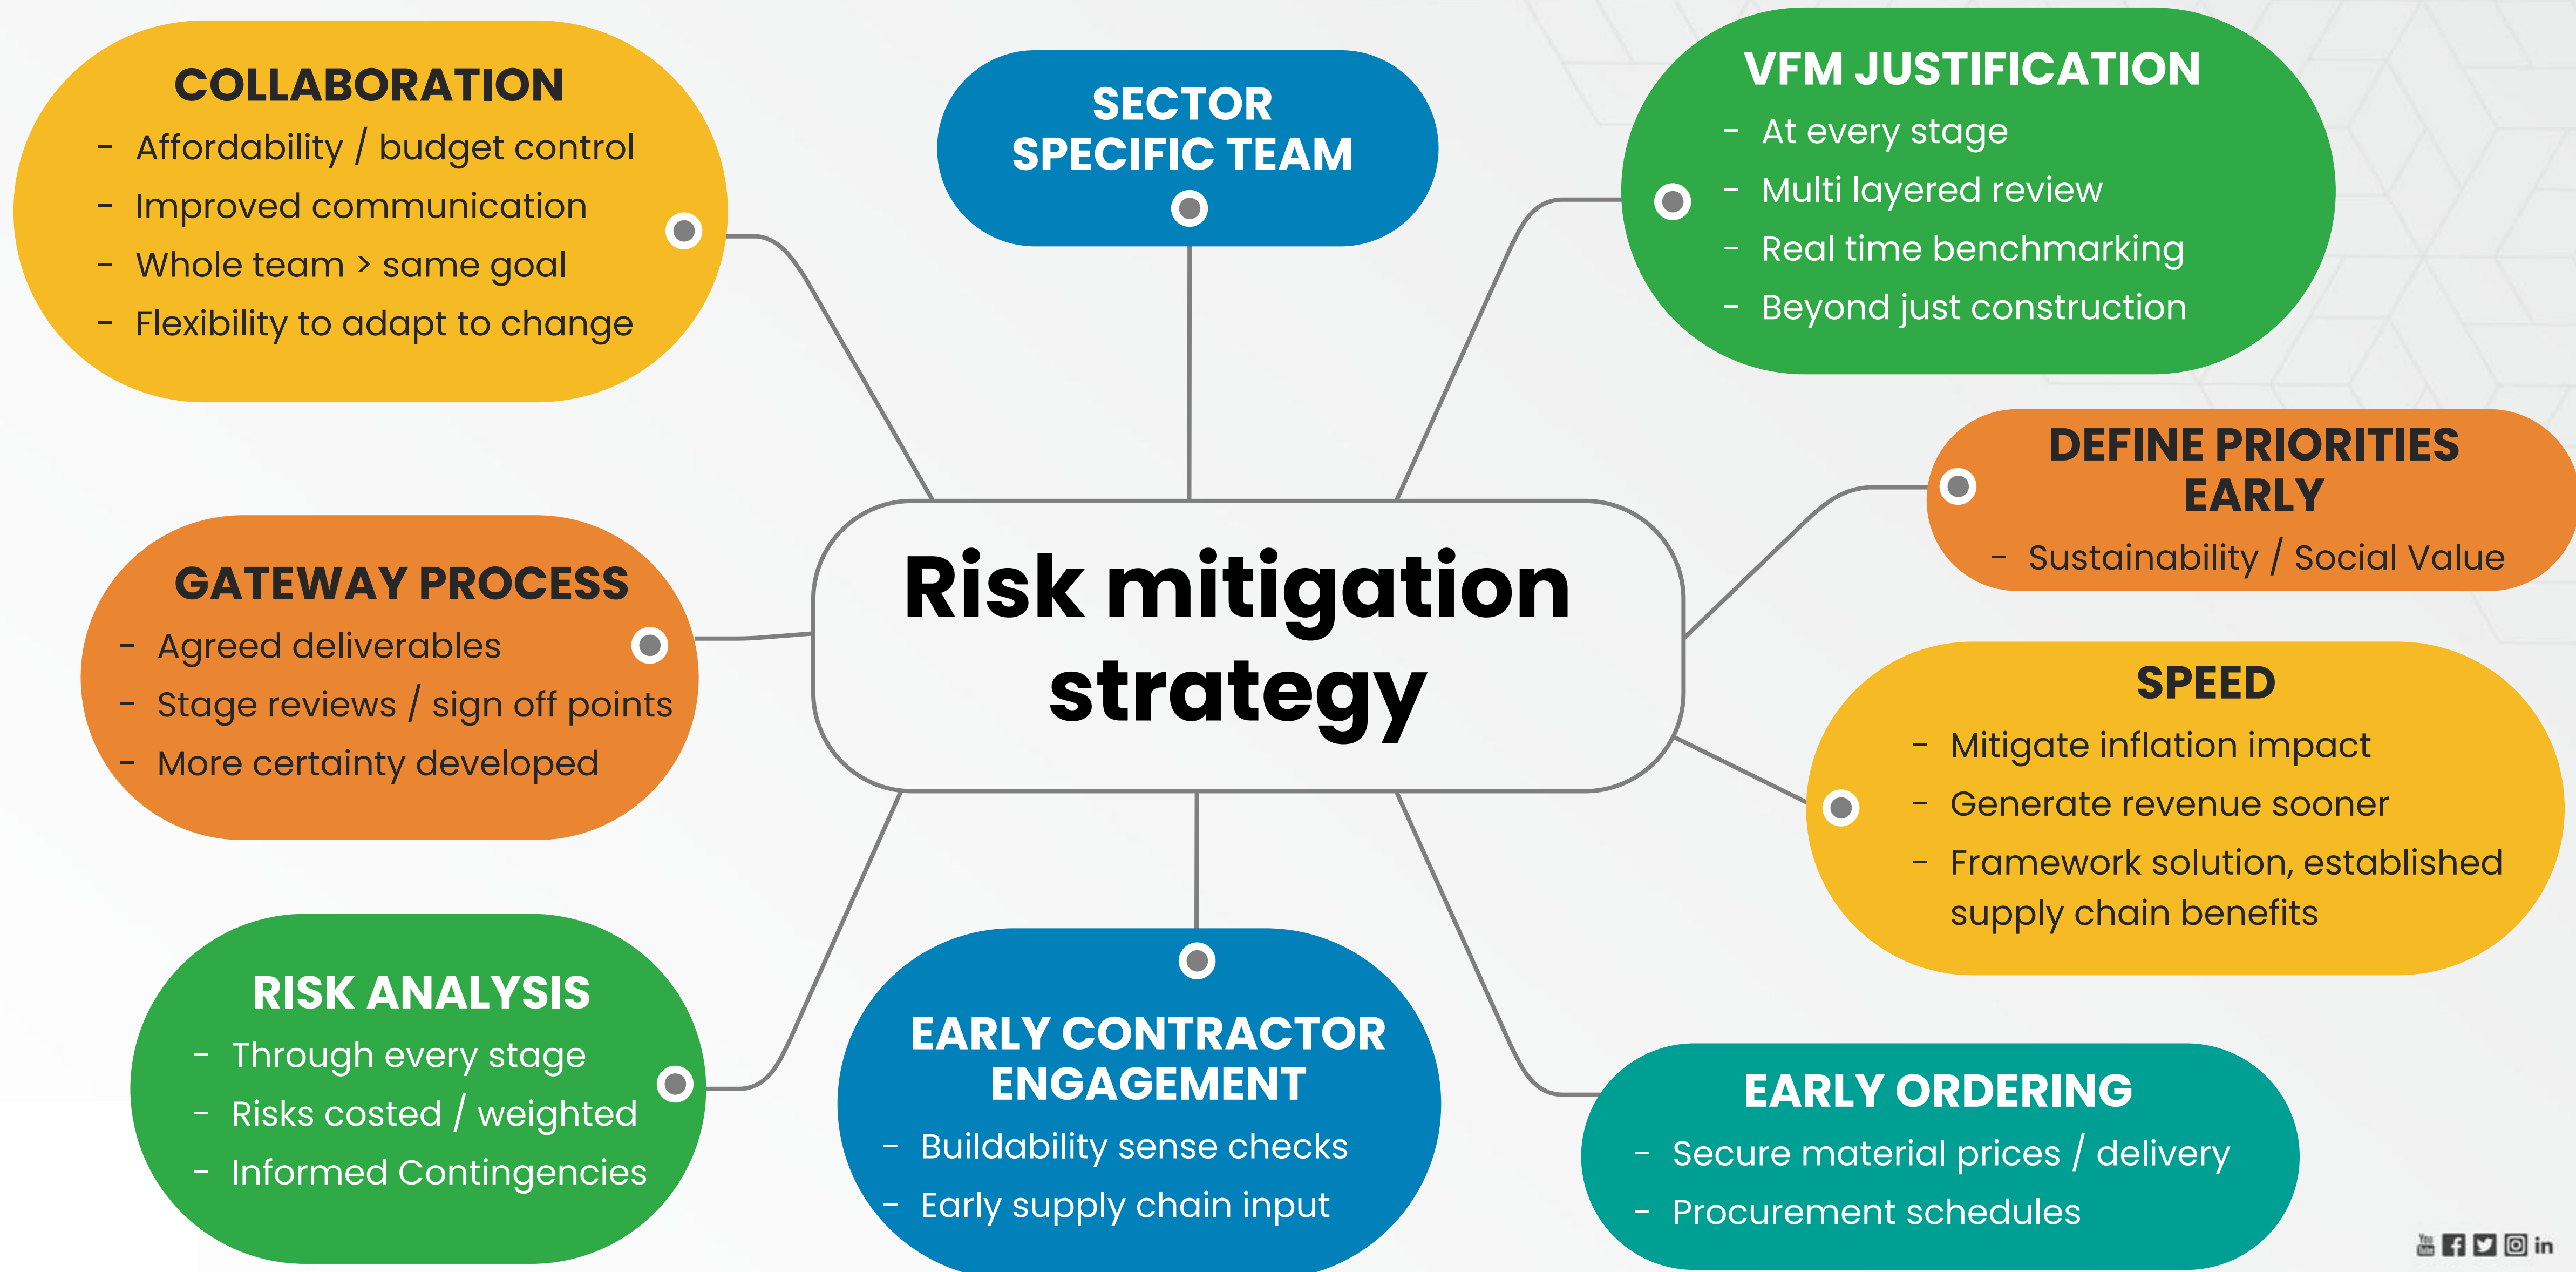 COLLABORATION
- Affordability / budget control
- Improved communication
- Whole team > same goal
- Flexibility to adapt to change
SECTOR
SPECIFIC TEAM
VFM JUSTIFICATION
- At every stage
- Multi layered review
- Real time benchmarking
- Beyond just construction
DEFINE PRIORITIES
EARLY
- Sustainability / Social Value
GATEWAY PROCESS
- Agreed deliverables
- Stage reviews / sign off points
- More certainty developed
Risk mitigation
strategy
SPEED
- Mitigate inflation impact
- Generate revenue sooner
- Framework solution, established
supply chain benefits
RISK ANALYSIS
- Through every stage
- Risks costed / weighted
- Informed Contingencies
EARLY CONTRACTOR
ENGAGEMENT
- Buildability sense checks
- Early supply chain input
EARLY ORDERING
- Secure material prices / delivery
- Procurement schedules
You
Tube
in